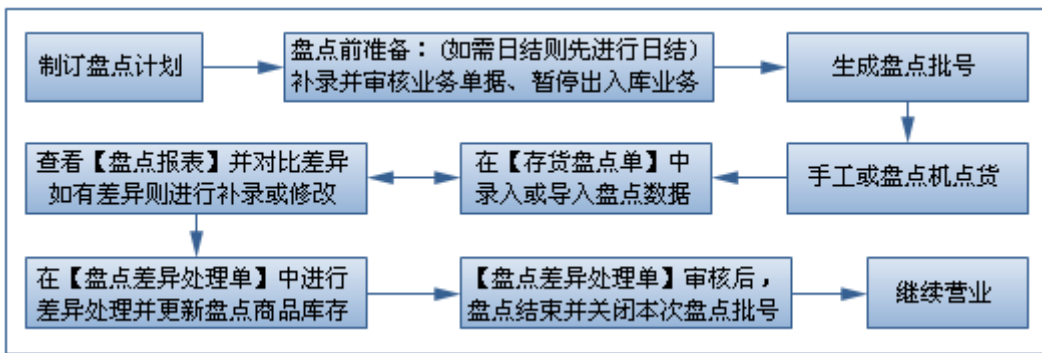 制订盘点计划
盘点前准备：(如需日结则先进行日结)
补录并审核业务单据、暂停出入库业务
生成盘点批号
手工或盘点机点货
在【存货盘点单】中
录入或导入盘点数据
查看【盘点报表】并对比差异
如有差异则进行补录或修改
在【盘点差异处理单】中进行
差异处理并更新盘点商品库存
【盘点差异处理单】审核后，
盘点结束并关闭本次盘点批号
继续营业